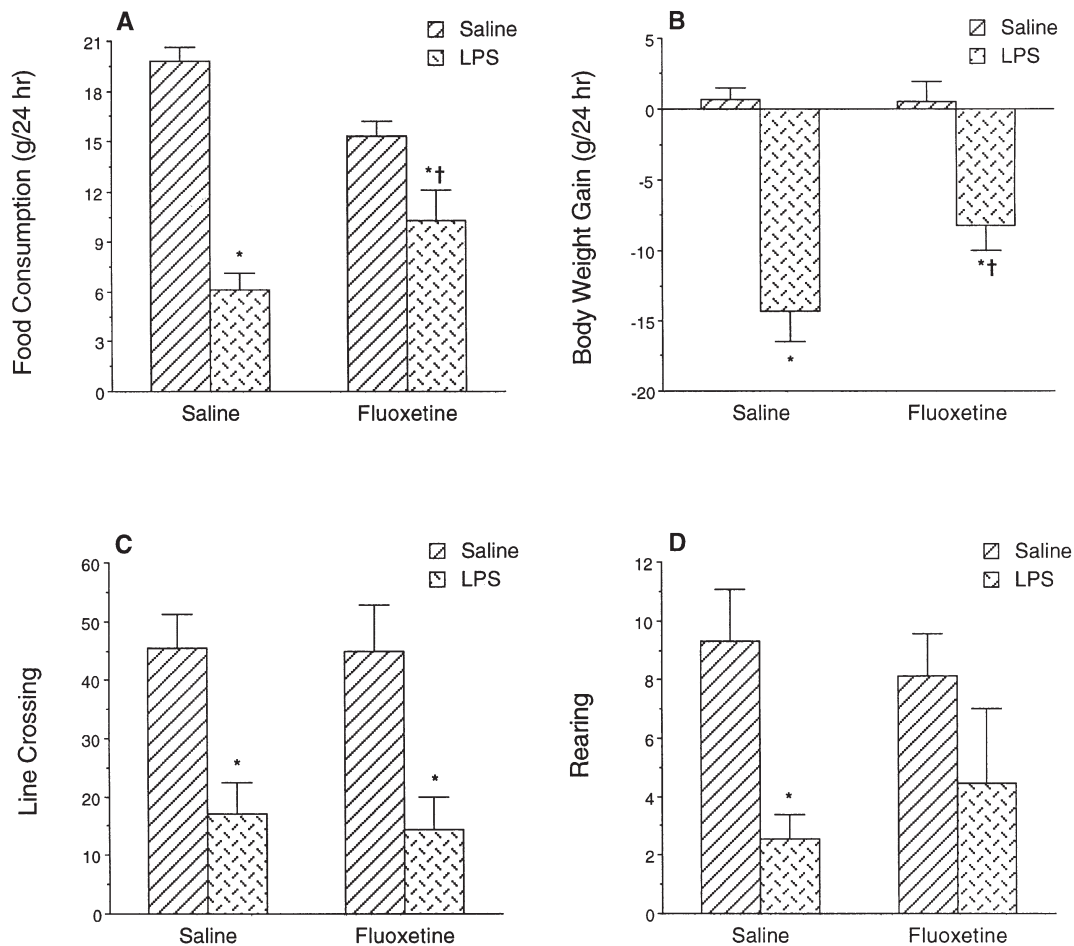 A
Saline
LPS
Food Consumption (g/24 hr)
21
18
15
12
9
6
3
0
*
*†
Saline Fluoxetine
B
Saline
LPS
Body Weight Gain (g/24 hr)
5
0
-5
-10
-15
-20
*
*†
Saline Fluoxetine
C
Saline
LPS
Line Crossing
60
50
40
30
20
10
0
*
*
Saline Fluoxetine
D
Saline
LPS
Rearing
12
10
8
6
4
2
0
*
Saline Fluoxetine